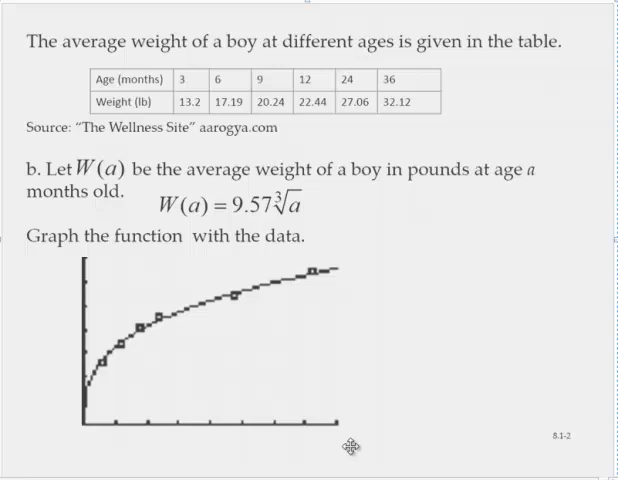 The average weight of a boy at different ages is given in the table.
Age (months) 3 6 9 12 24 36
Weight (lb) 13.2 17.19 20.24 22.44 27.06 32.12
Source: “The Wellness Site” aarogya.com
b. Let W(a) be the average weight of a boy in pounds at age a
months old.
W(a) = 9.57∛a
Graph the function with the data.
8.1-2